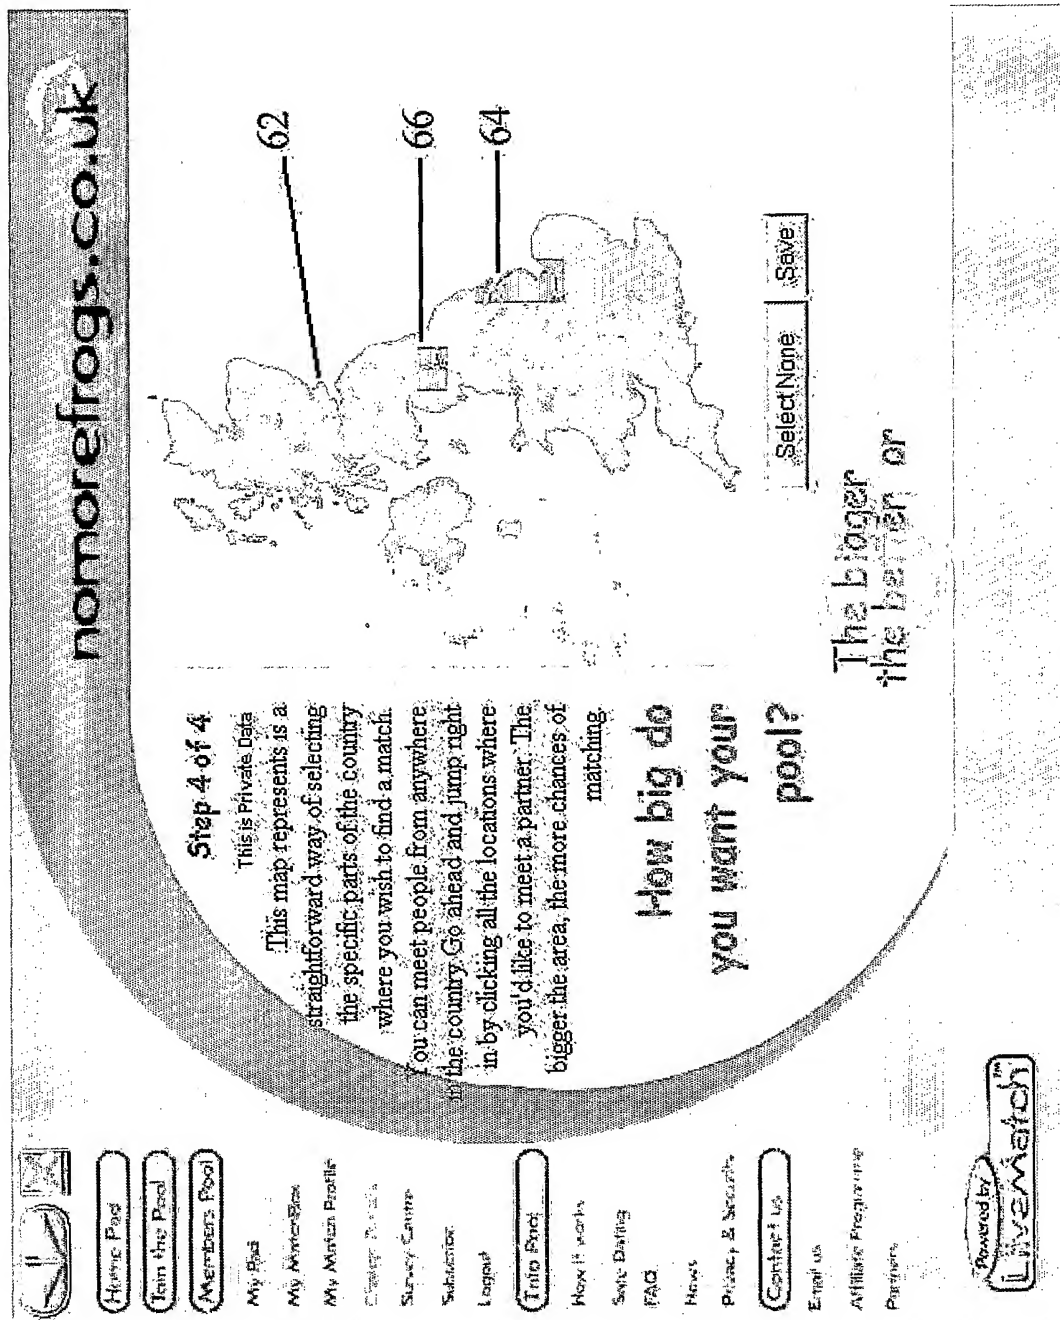 nomorefrogs.co.uk
Home Pad
Join the Pool
Members Pool
My Pad
My Match Profile
Survey Centre
Subscribe
Logout
Info Pool
How it works
Safe Dating
FAQ
News
Privacy & Security
Contact us
Email us
Affiliate Programme
Partners
Powered by
LiveMatch™
Step 4 of 4
This is Private Data
This map represents is a
straightforward way of selecting
the specific parts of the country
where you wish to find a match.
You can meet people from anywhere
in the country. Go ahead and jump right
in by clicking all the locations where
you'd like to meet a partner. The
bigger the area, the more chances of
matching.
How big do
you want your
pool?
62
66
64
Select None
Save
The bigger
the better or